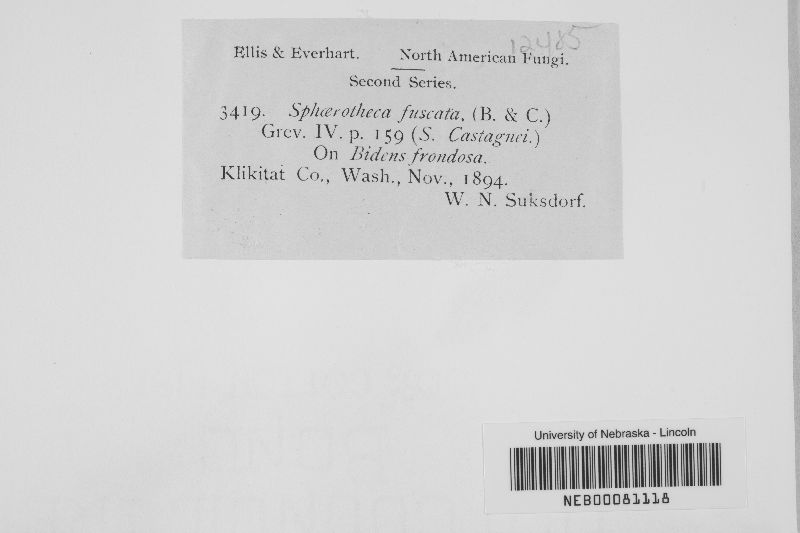 12485
Ellis & Everhart. North American Fungi.
Second Series.
3419. Sphærotheca fuscata, (B. & C.)
Grev. IV. p. 159 (S. Castagnei.)
On Bidens frondosa.
Klikitat Co., Wash., Nov., 1894.
W. N. Suksdorf.
University of Nebraska - Lincoln
NEB00081118